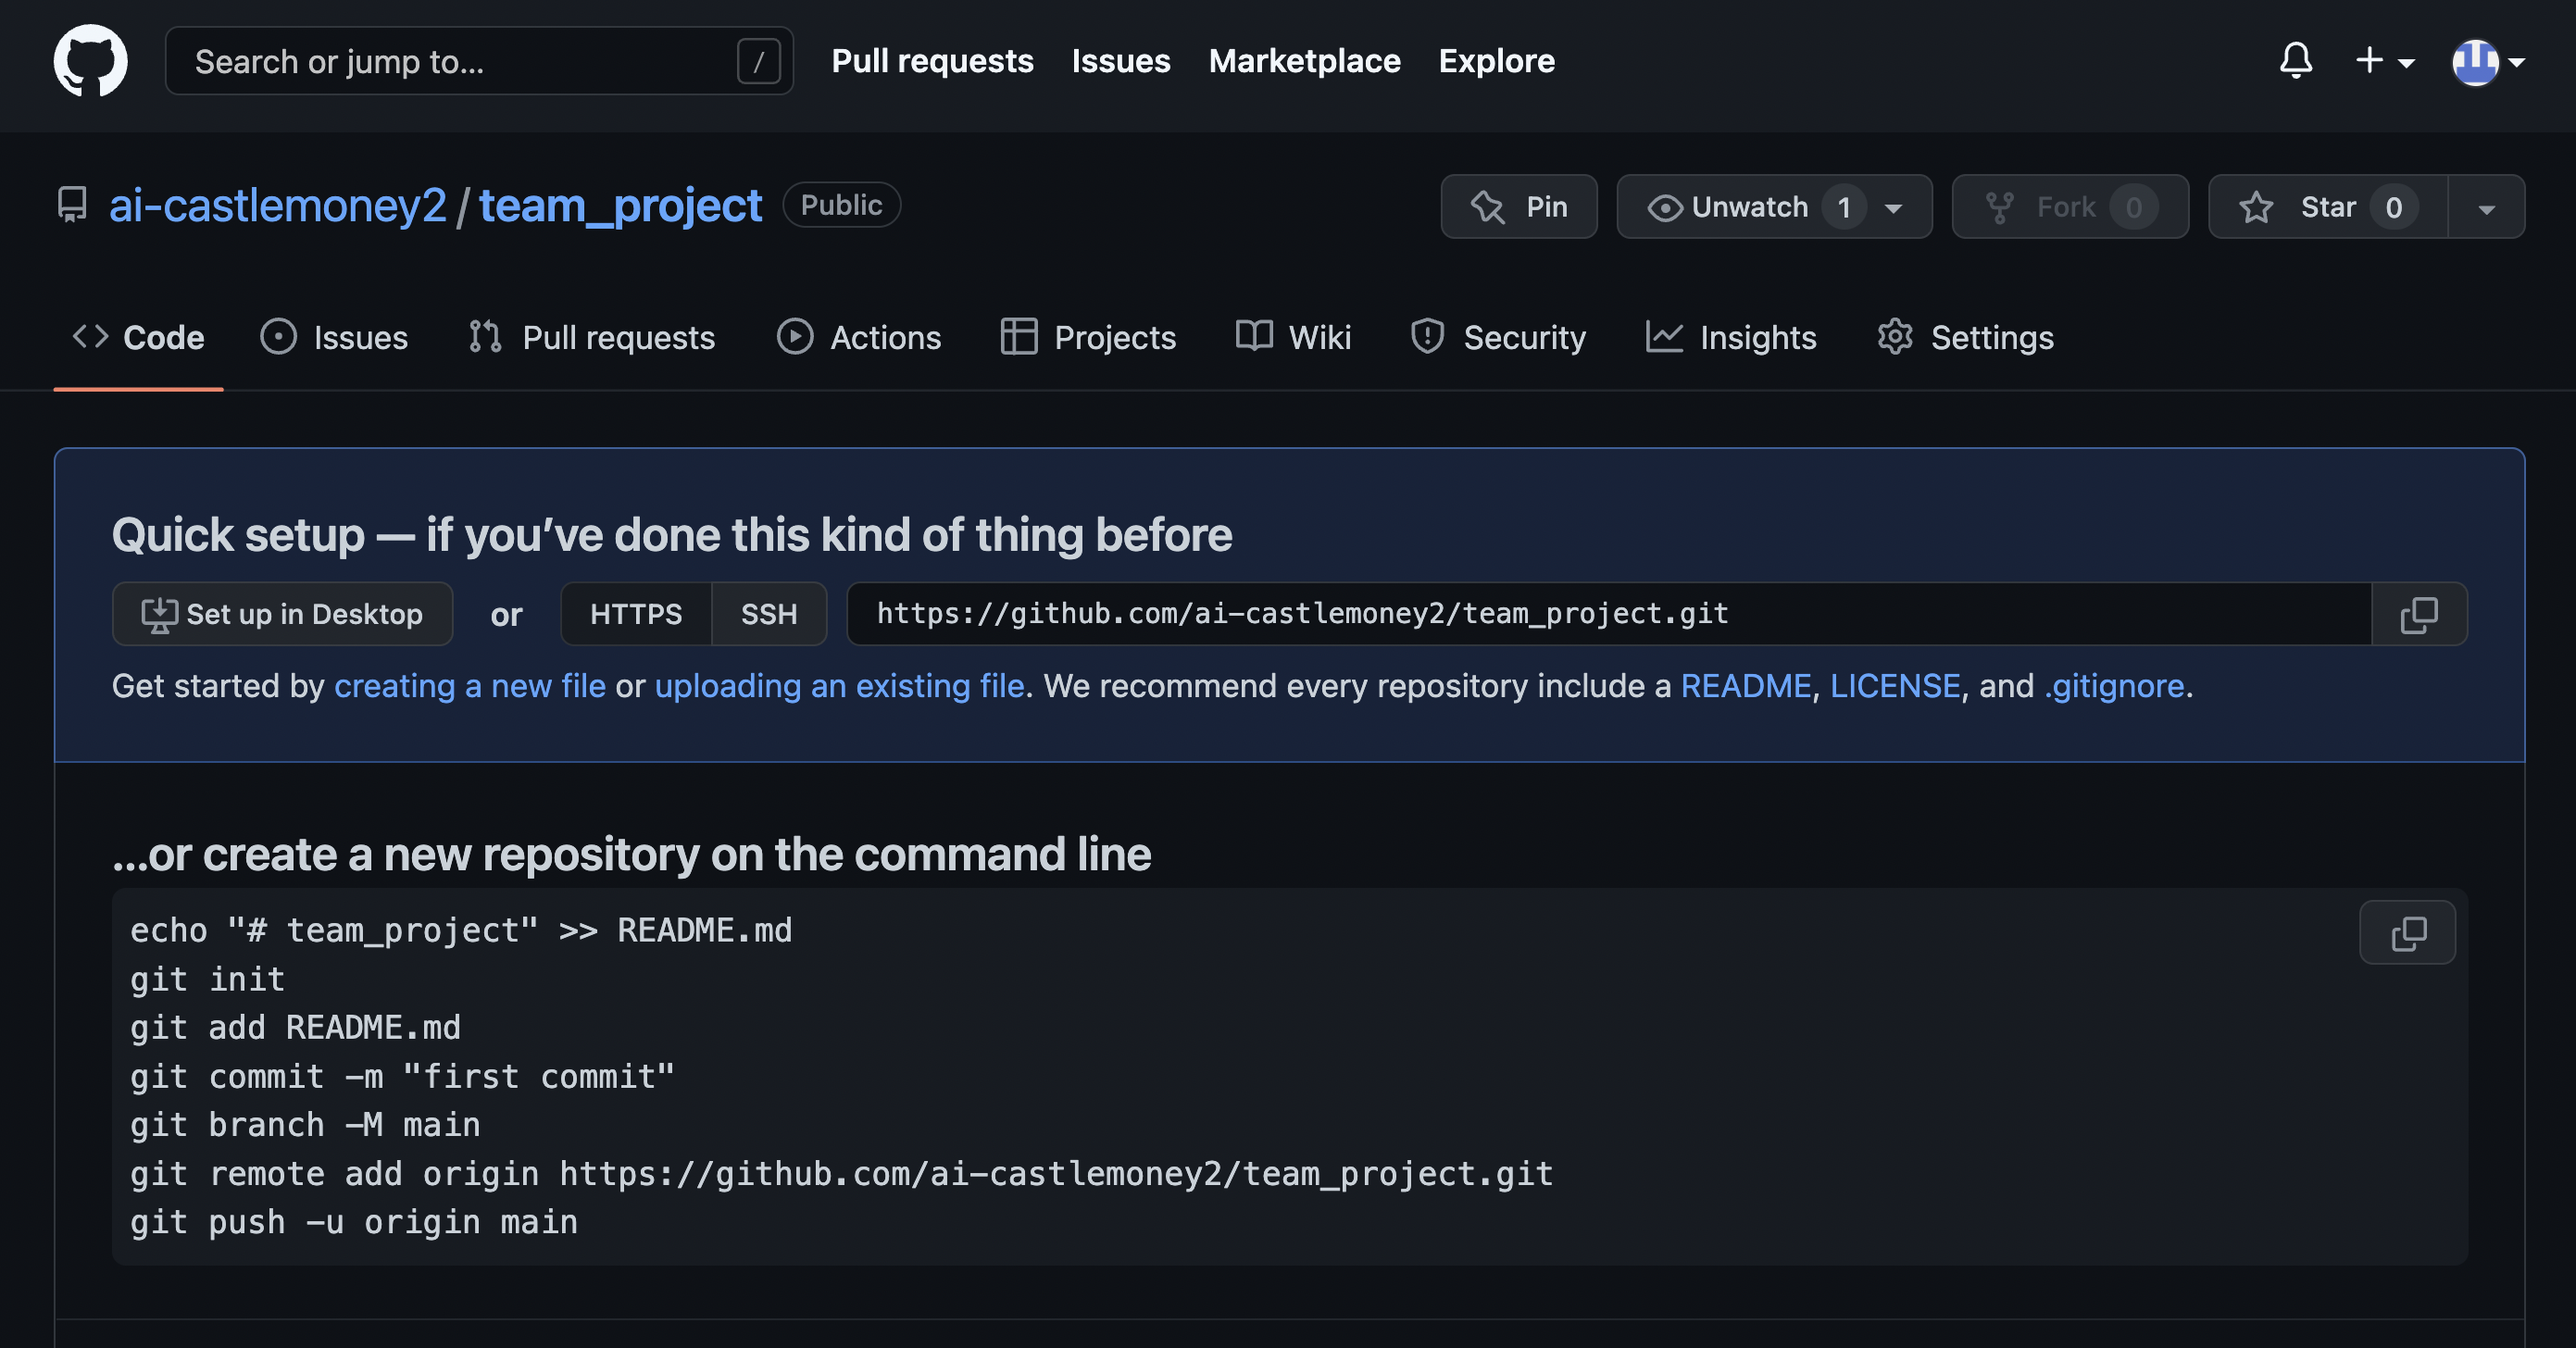 Search or jump to... / Pull requests Issues Marketplace Explore
ai-castlemoney2 / team_project Public Pin Unwatch 1 Fork 0 Star 0
Code Issues Pull requests Actions Projects Wiki Security Insights Settings
Quick setup — if you’ve done this kind of thing before
Set up in Desktop or HTTPS SSH https://github.com/ai-castlemoney2/team_project.git
Get started by creating a new file or uploading an existing file. We recommend every repository include a README, LICENSE, and .gitignore.
...or create a new repository on the command line
echo "# team_project" >> README.md
git init
git add README.md
git commit -m "first commit"
git branch -M main
git remote add origin https://github.com/ai-castlemoney2/team_project.git
git push -u origin main